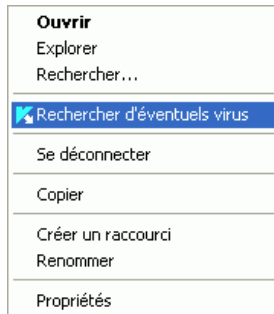 Ouvrir
Explorer
Rechercher...
Rechercher d'éventuels virus
Se déconnecter
Copier
Créer un raccourci
Renommer
Propriétés